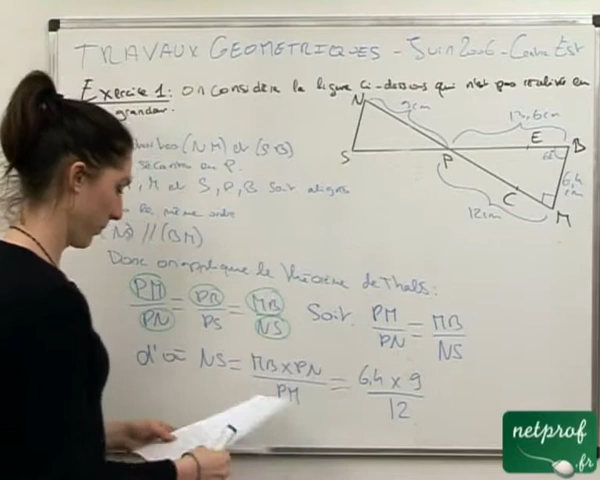 TRAVAUX GEOMETRIQUES - Juin 2006 - Centre Est
Exercice 1: on considère la figure ci-dessous qui n'est pas réalisée en
grandeur.
N
9cm
13,6cm
E
B
S
P
6,4
cm
C
M
12cm
droites (NM) et (SB)
sécantes en P.
, M et S, P, B sont alignés
même ordre
(NS) // (BM)
Donc on applique le théorème de Thalès:
PM/PN = PB/PS = MB/NS Soit PM/PN = MB/NS
d'où NS = MB x PN / PM = 6,4 x 9 / 12
netprof
.fr